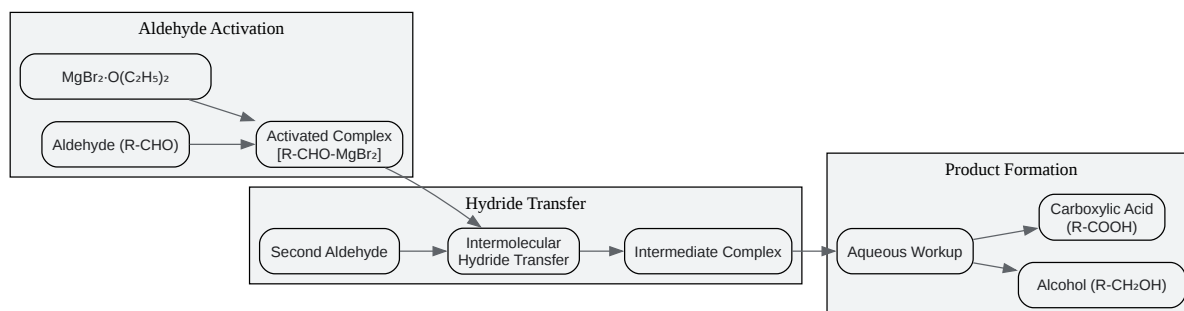 Aldehyde Activation
MgBr₂·O(C₂H₅)₂
Aldehyde (R-CHO)
Activated Complex
[R-CHO-MgBr₂]
Hydride Transfer
Second Aldehyde
Intermolecular
Hydride Transfer
Intermediate Complex
Product Formation
Aqueous Workup
Carboxylic Acid
(R-COOH)
Alcohol (R-CH₂OH)